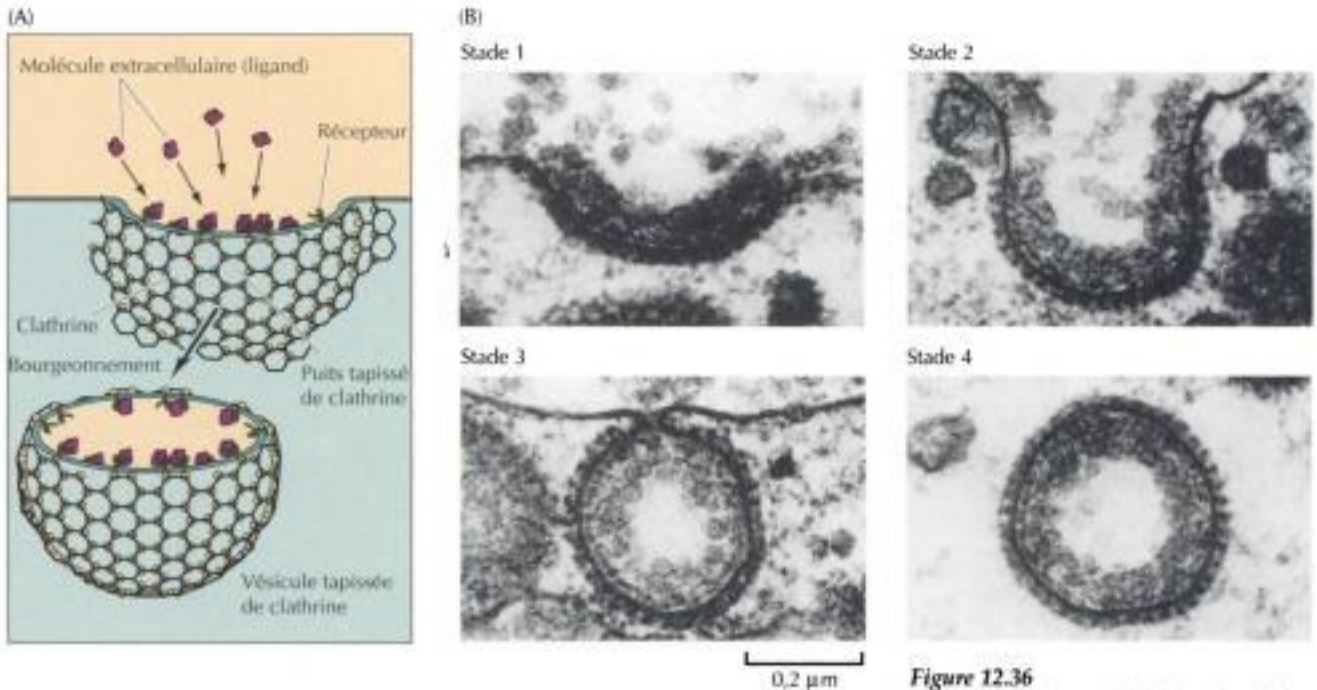 (A)
Molécule extracellulaire (ligand)
Récepteur
Clathrine
Bourgeonnement
Puits tapissé
de clathrine
Vésicule tapissée
de clathrine
(B)
Stade 1
Stade 2
Stade 3
Stade 4
0,2 µm
Figure 12.36